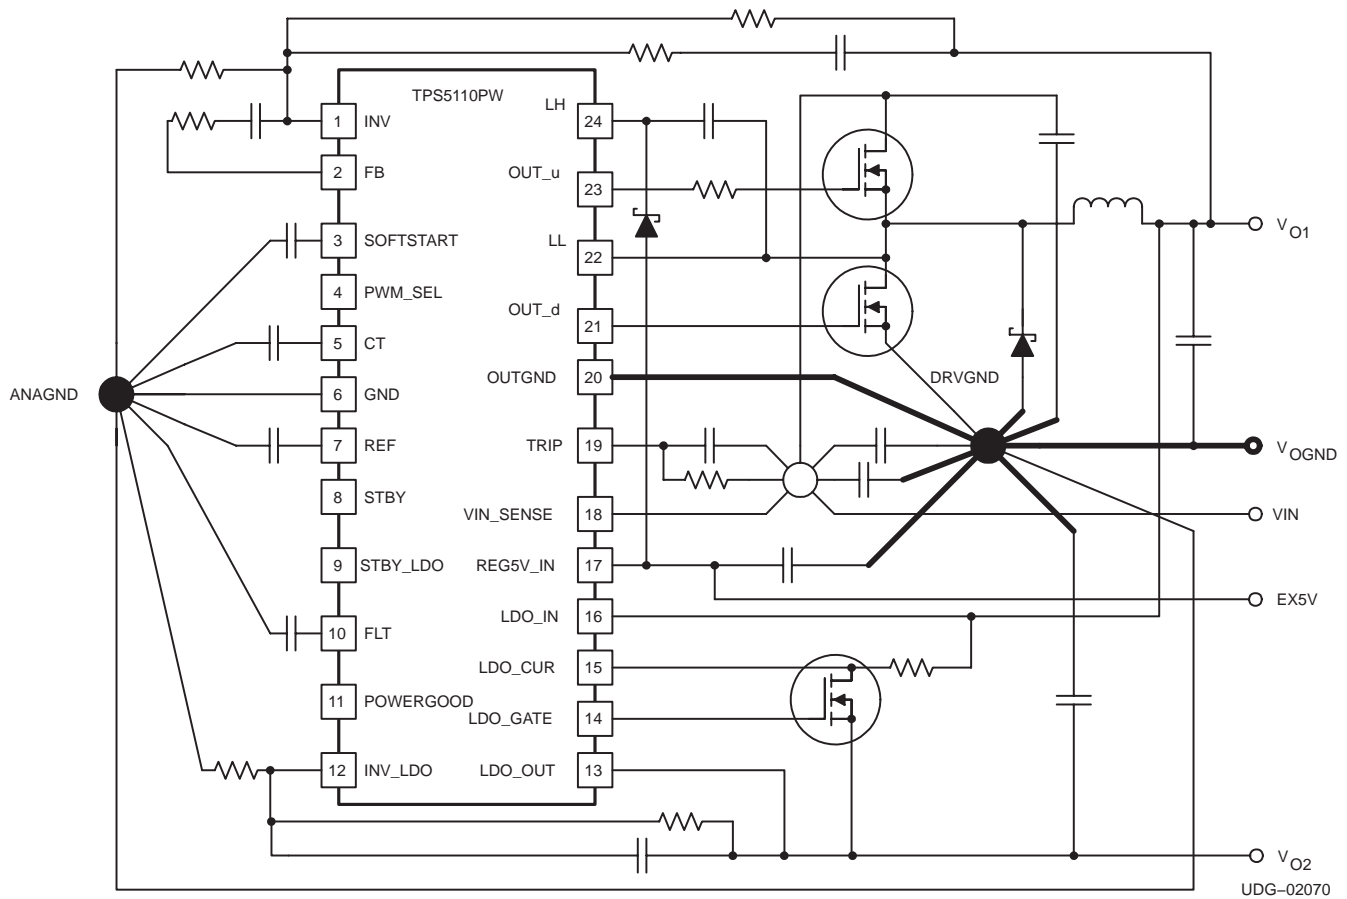 TPS5110PW
LH
1 INV
24
2 FB
OUT_u
23
3 SOFTSTART
LL
22
4 PWM_SEL
OUT_d
21
5 CT
OUTGND 20
DRVGND
ANAGND
6 GND
7 REF
TRIP 19
8 STBY
VIN_SENSE 18
9 STBY_LDO
REG5V_IN 17
LDO_IN 16
10 FLT
LDO_CUR 15
11 POWERGOOD
LDO_GATE 14
12 INV_LDO
LDO_OUT 13
VO1
VOGND
VIN
EX5V
VO2
UDG–02070